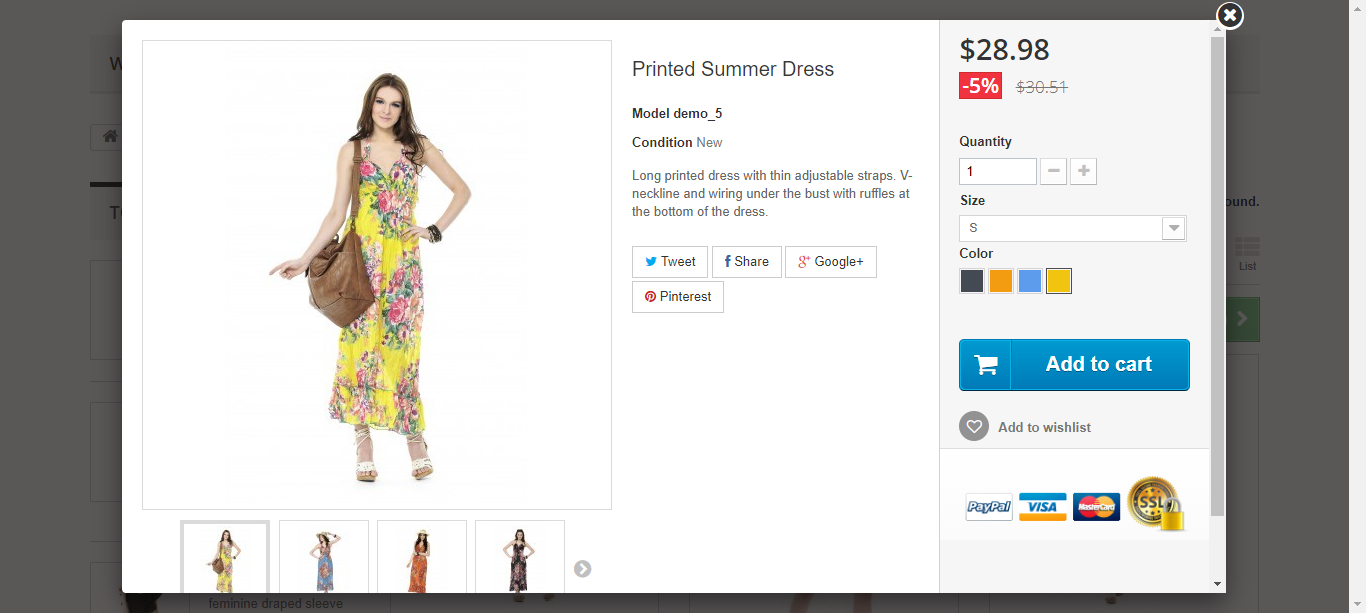 Printed Summer Dress
Model demo_5
Condition New
Long printed dress with thin adjustable straps. V-
neckline and wiring under the bust with ruffles at
the bottom of the dress.
Tweet
Share
Google+
Pinterest
$28.98
-5% $30.51
Quantity
1
Size
S
Color
Add to cart
Add to wishlist
PayPal VISA MasterCard SSL
ound.
List
feminine draped sleeve